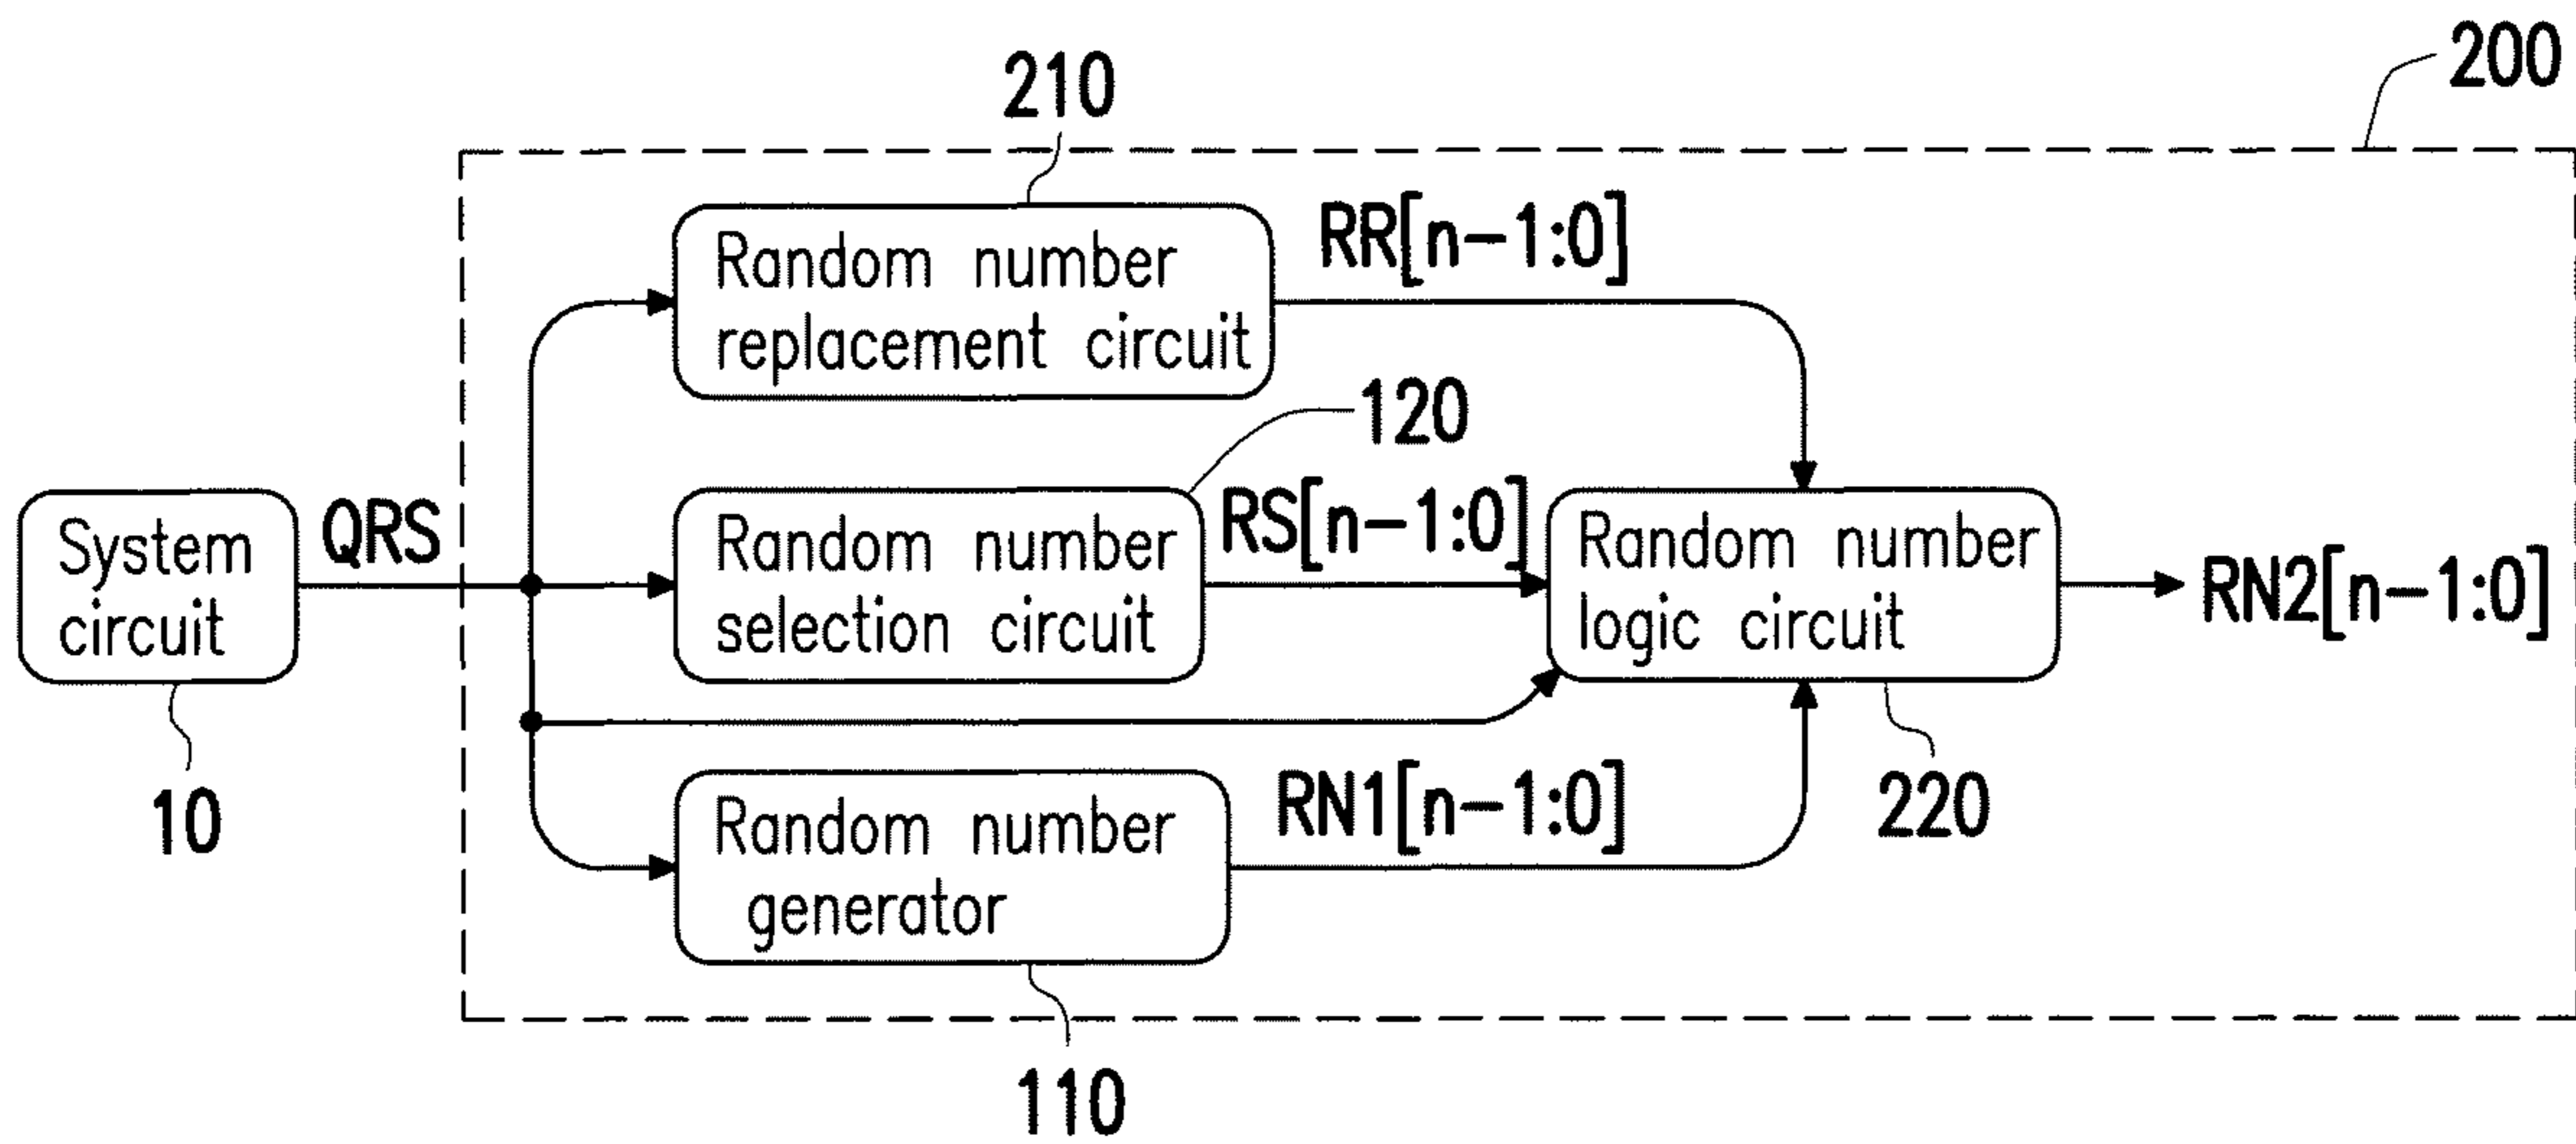 200
210
Random number
replacement circuit
RR[n-1:0]
120
System
circuit
QRS
Random number
selection circuit
RS[n-1:0]
Random number
logic circuit
RN2[n-1:0]
10
Random number
generator
RN1[n-1:0]
220
110